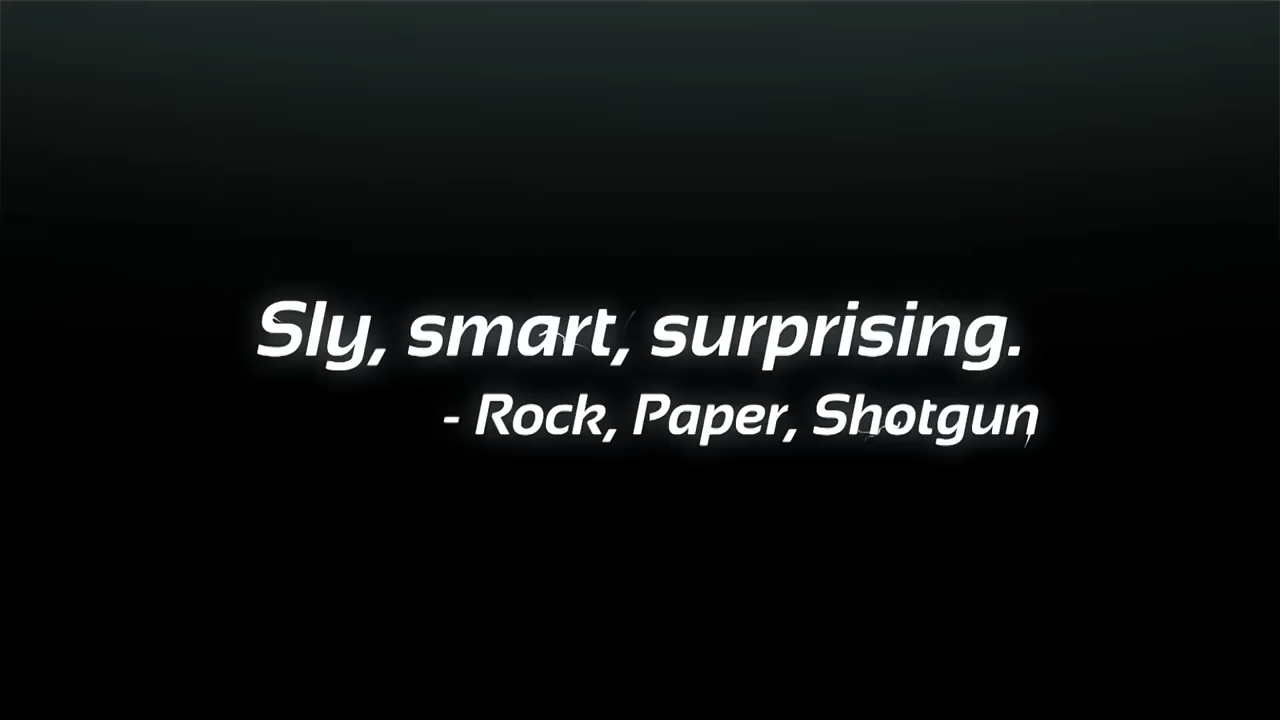 Sly, smart, surprising.
- Rock, Paper, Shotgun